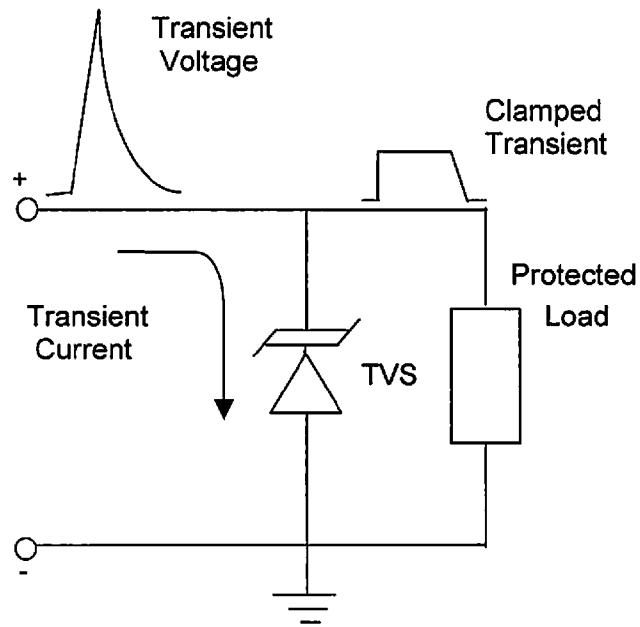 Transient
Voltage
Clamped
Transient
+
Protected
Load
Transient
Current
TVS
-